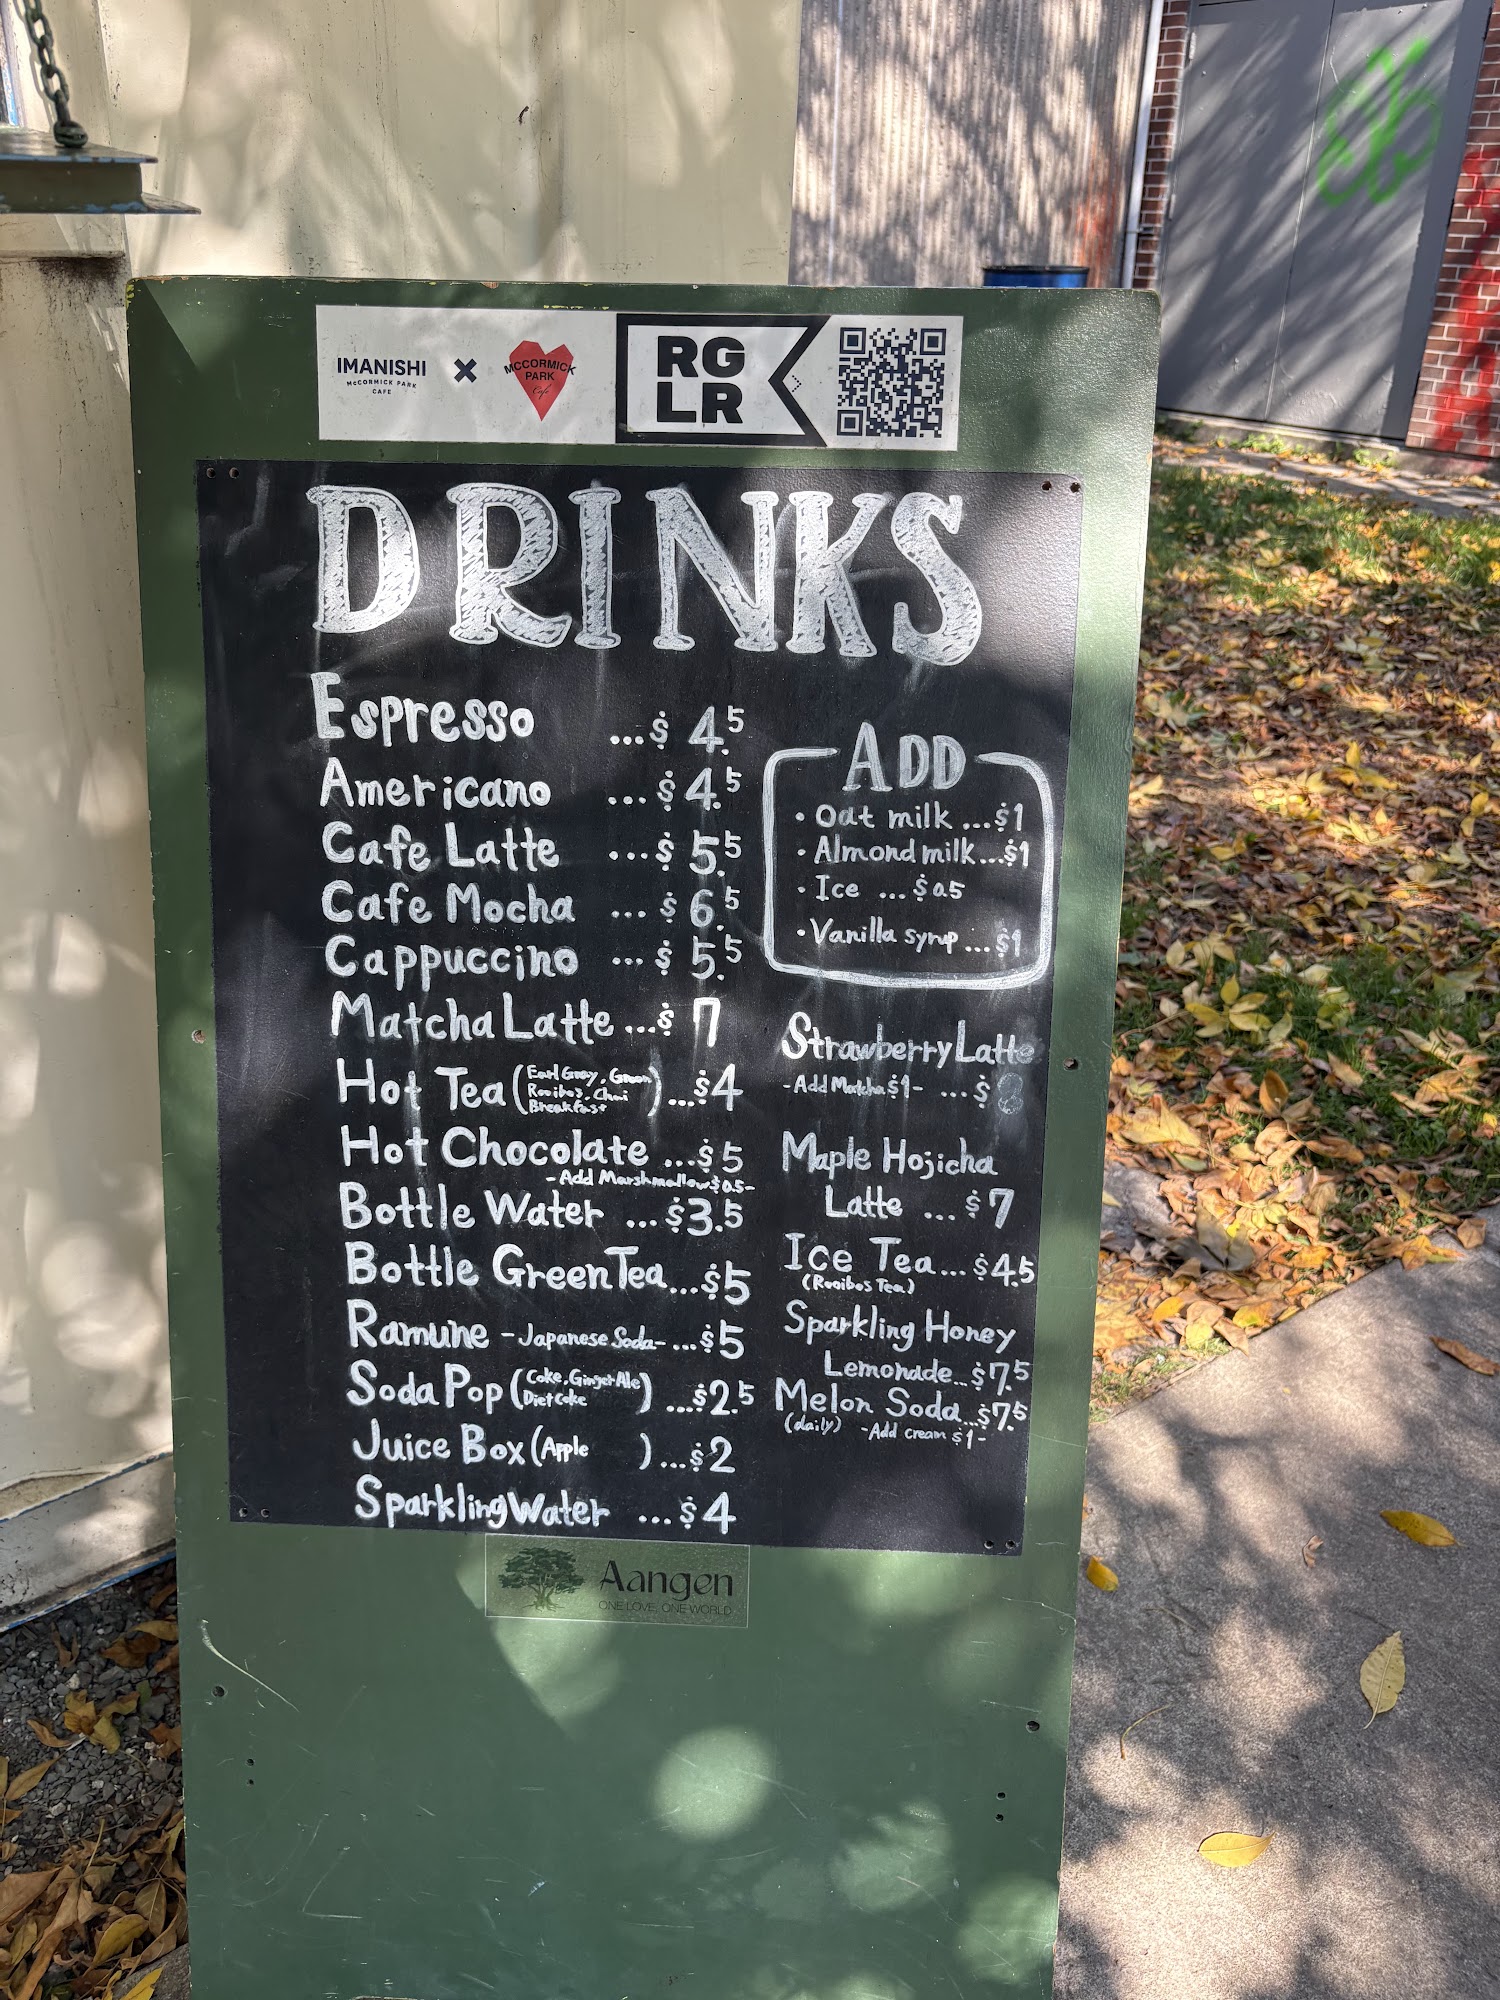 IMANISHI
McCORMICK PARK
CAFE
×
MCCORMICK
PARK
Cafe
RG
LR
DRINKS
Espresso ...$ 4.5
Americano ...$ 4.5
Cafe Latte ...$ 5.5
Cafe Mocha ...$ 6.5
Cappuccino ...$ 5.5
Matcha Latte ...$ 7
Hot Tea (Earl Gray, Green
Rooibos, Chai
Breakfast) ...$4
Hot Chocolate ...$5
-Add Marshmallow $0.5-
Bottle Water ...$3.5
Bottle Green Tea ...$5
Ramune -Japanese Soda- ...$5
Soda Pop (Coke, Ginger Ale
Diet Coke) ...$2.5
Juice Box (Apple ) ...$2
Sparkling Water ...$4
ADD
• Oat milk ...$1
• Almond milk ...$1
• Ice ...$0.5
• Vanilla syrup ...$1
Strawberry Latte
-Add Matcha $1- ...$8
Maple Hojicha
Latte ...$7
Ice Tea ...$4.5
(Rooibos Tea)
Sparkling Honey
Lemonade ...$7.5
Melon Soda ...$7.5
(daily) -Add cream $1-
Aangen
ONE LOVE, ONE WORLD